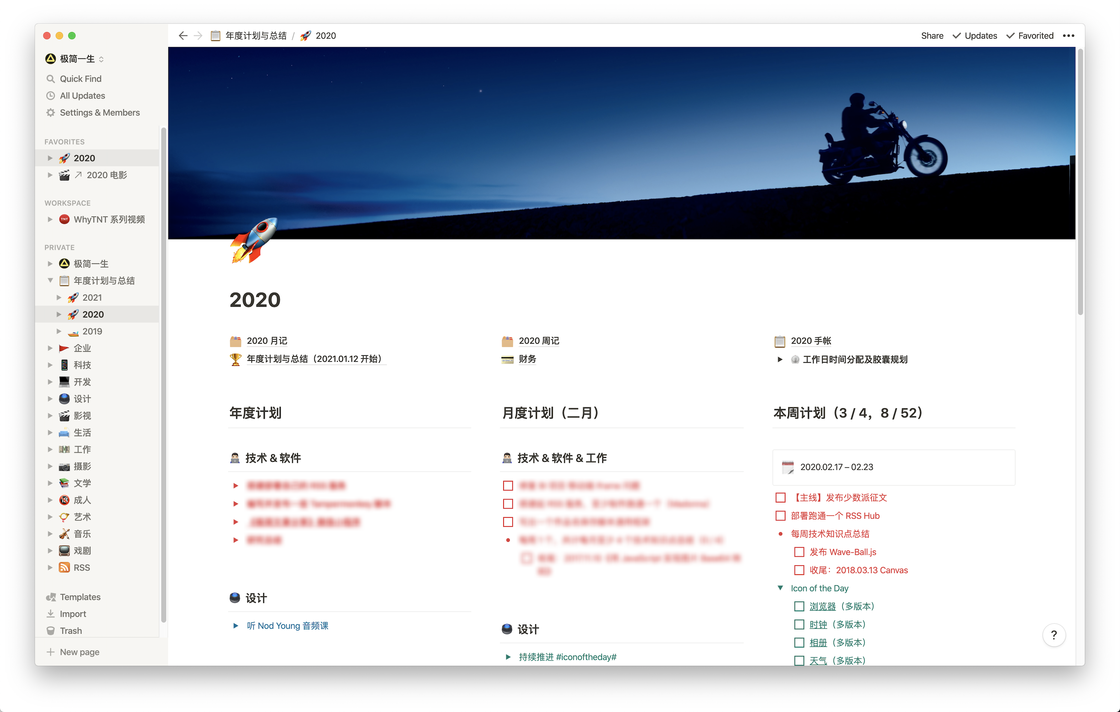 极简一生
Quick Find
All Updates
Settings & Members
FAVORITES
2020
2020 电影
WORKSPACE
WhyTNT 系列视频
PRIVATE
极简一生
年度计划与总结
2021
2020
2019
企业
科技
开发
设计
影视
生活
工作
摄影
文学
成人
艺术
音乐
戏剧
RSS
Templates
Import
Trash
New page
年度计划与总结 / 2020
Share Updates Favorited
2020
2020 月记
年度计划与总结（2021.01.12 开始）
2020 周记
财务
2020 手帐
工作日时间分配及胶囊规划
年度计划
技术 & 软件
设计
听 Nod Young 音频课
月度计划（二月）
技术 & 软件 & 工作
设计
持续推进 #iconoftheday#
本周计划（3 / 4，8 / 52）
2020.02.17 – 02.23
【主线】发布少数派征文
部署跑通一个 RSS Hub
每周技术知识点总结
发布 Wave-Ball.js
收尾：2018.03.13 Canvas
Icon of the Day
浏览器（多版本）
时钟（多版本）
相册（多版本）
天气（多版本）
?